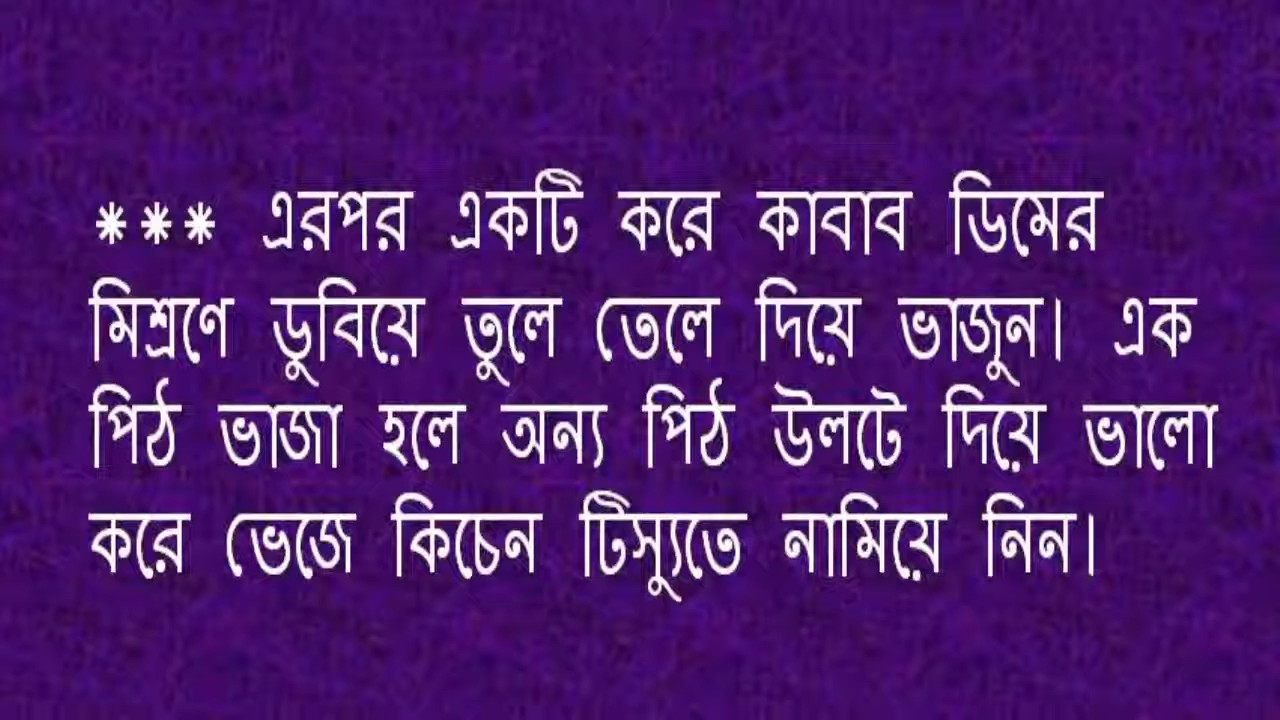 *** এরপর একটি করে কাবাব ডিমের
মিশ্রণে ডুবিয়ে তুলে তেলে দিয়ে ভাজুন। এক
পিঠ ভাজা হলে অন্য পিঠ উলটে দিয়ে ভালো
করে ভেজে কিচেন টিস্যুতে নামিয়ে নিন।